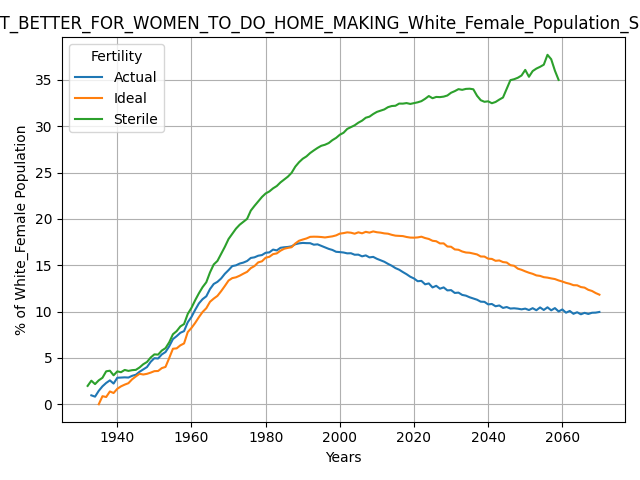 T_BETTER_FOR_WOMEN_TO_DO_HOME_MAKING_White_Female_Population_S
Fertility
Actual
Ideal
Sterile
% of White_Female Population
35
30
25
20
15
10
5
0
1940
1960
1980
2000
2020
2040
2060
Years